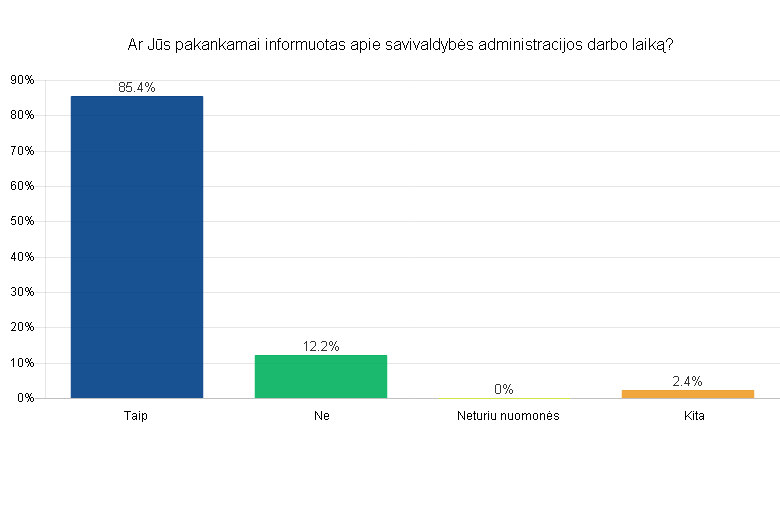 Ar Jūs pakankamai informuotas apie savivaldybės administracijos darbo laiką?
90%
80%
70%
60%
50%
40%
30%
20%
10%
0%
85.4%
12.2%
0%
2.4%
Taip
Ne
Neturiu nuomonės
Kita